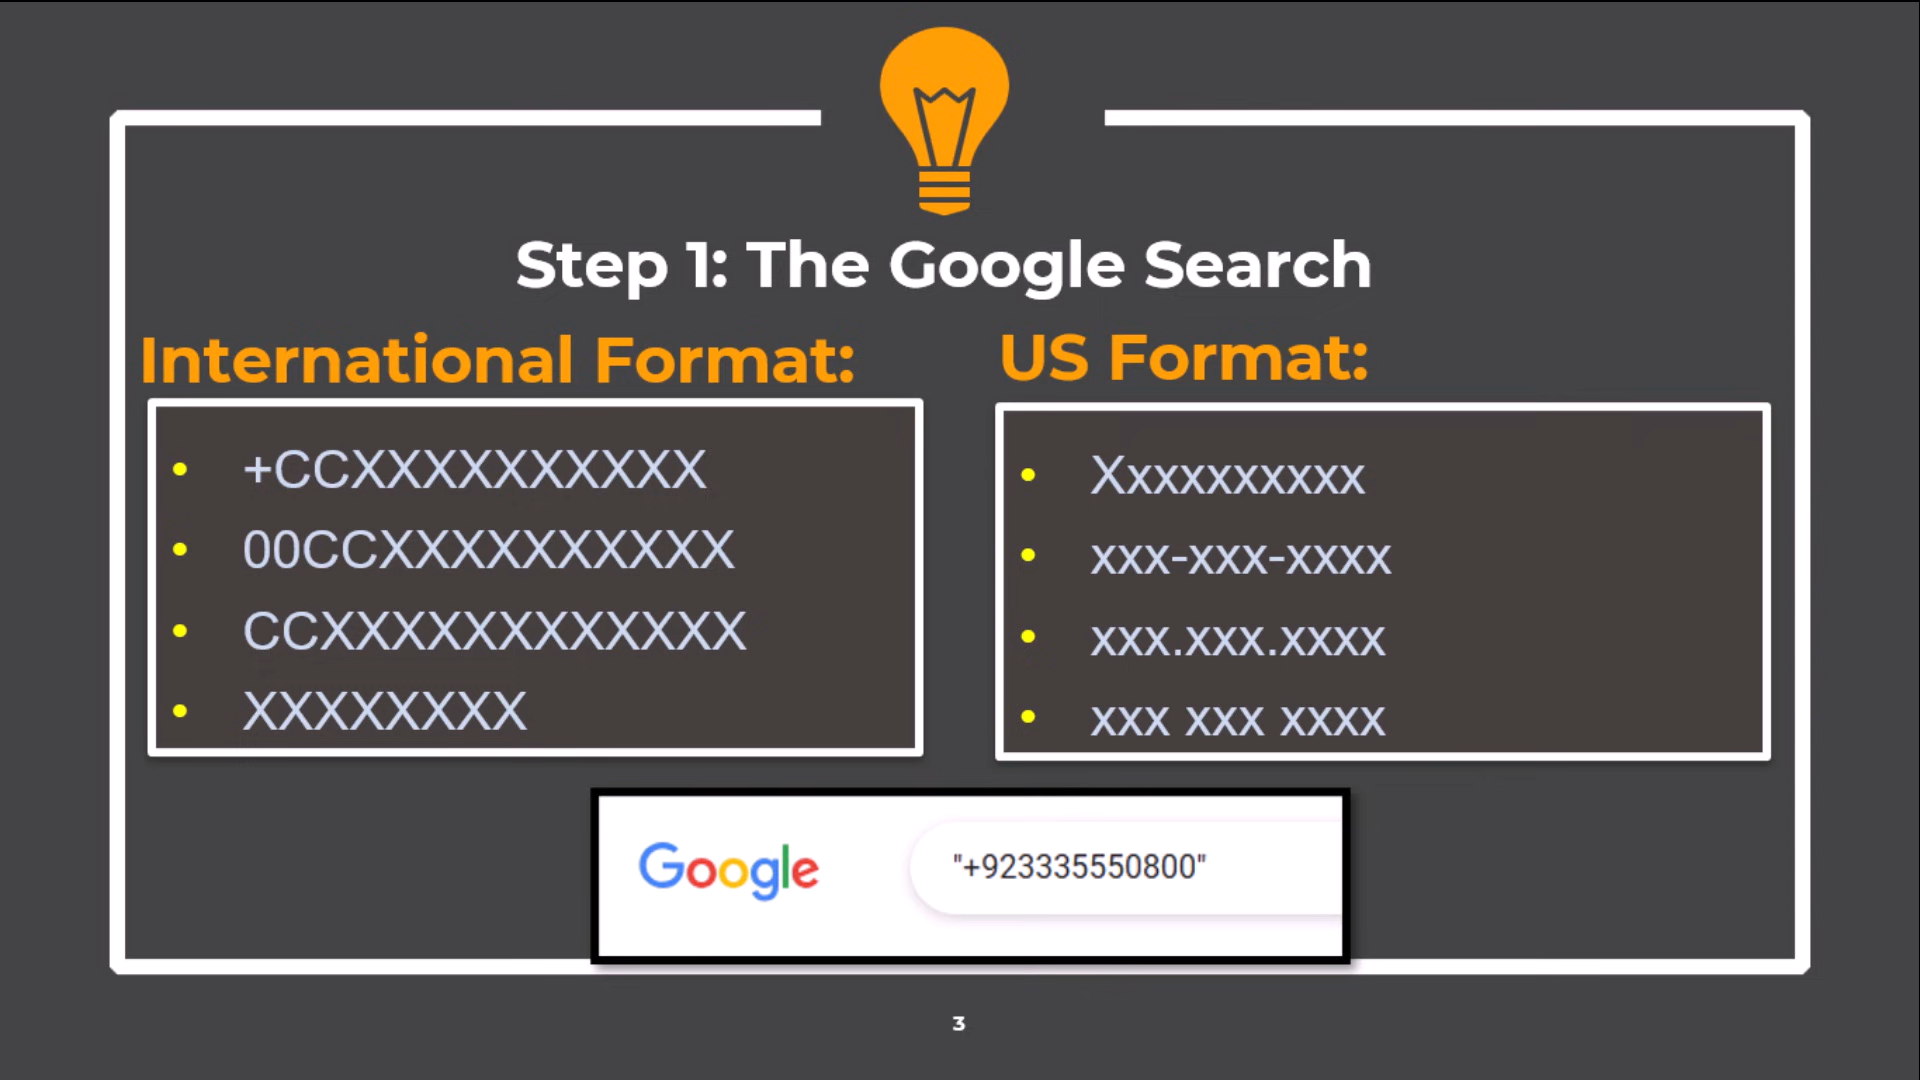 Step 1: The Google Search
International Format:
• +CCXXXXXXXXXX
• 00CCXXXXXXXXXX
• CCXXXXXXXXXXXX
• XXXXXXXX
US Format:
• Xxxxxxxxxx
• xxx-xxx-xxxx
• xxx.xxx.xxxx
• xxx xxx xxxx
Google
"+923335550800"
3